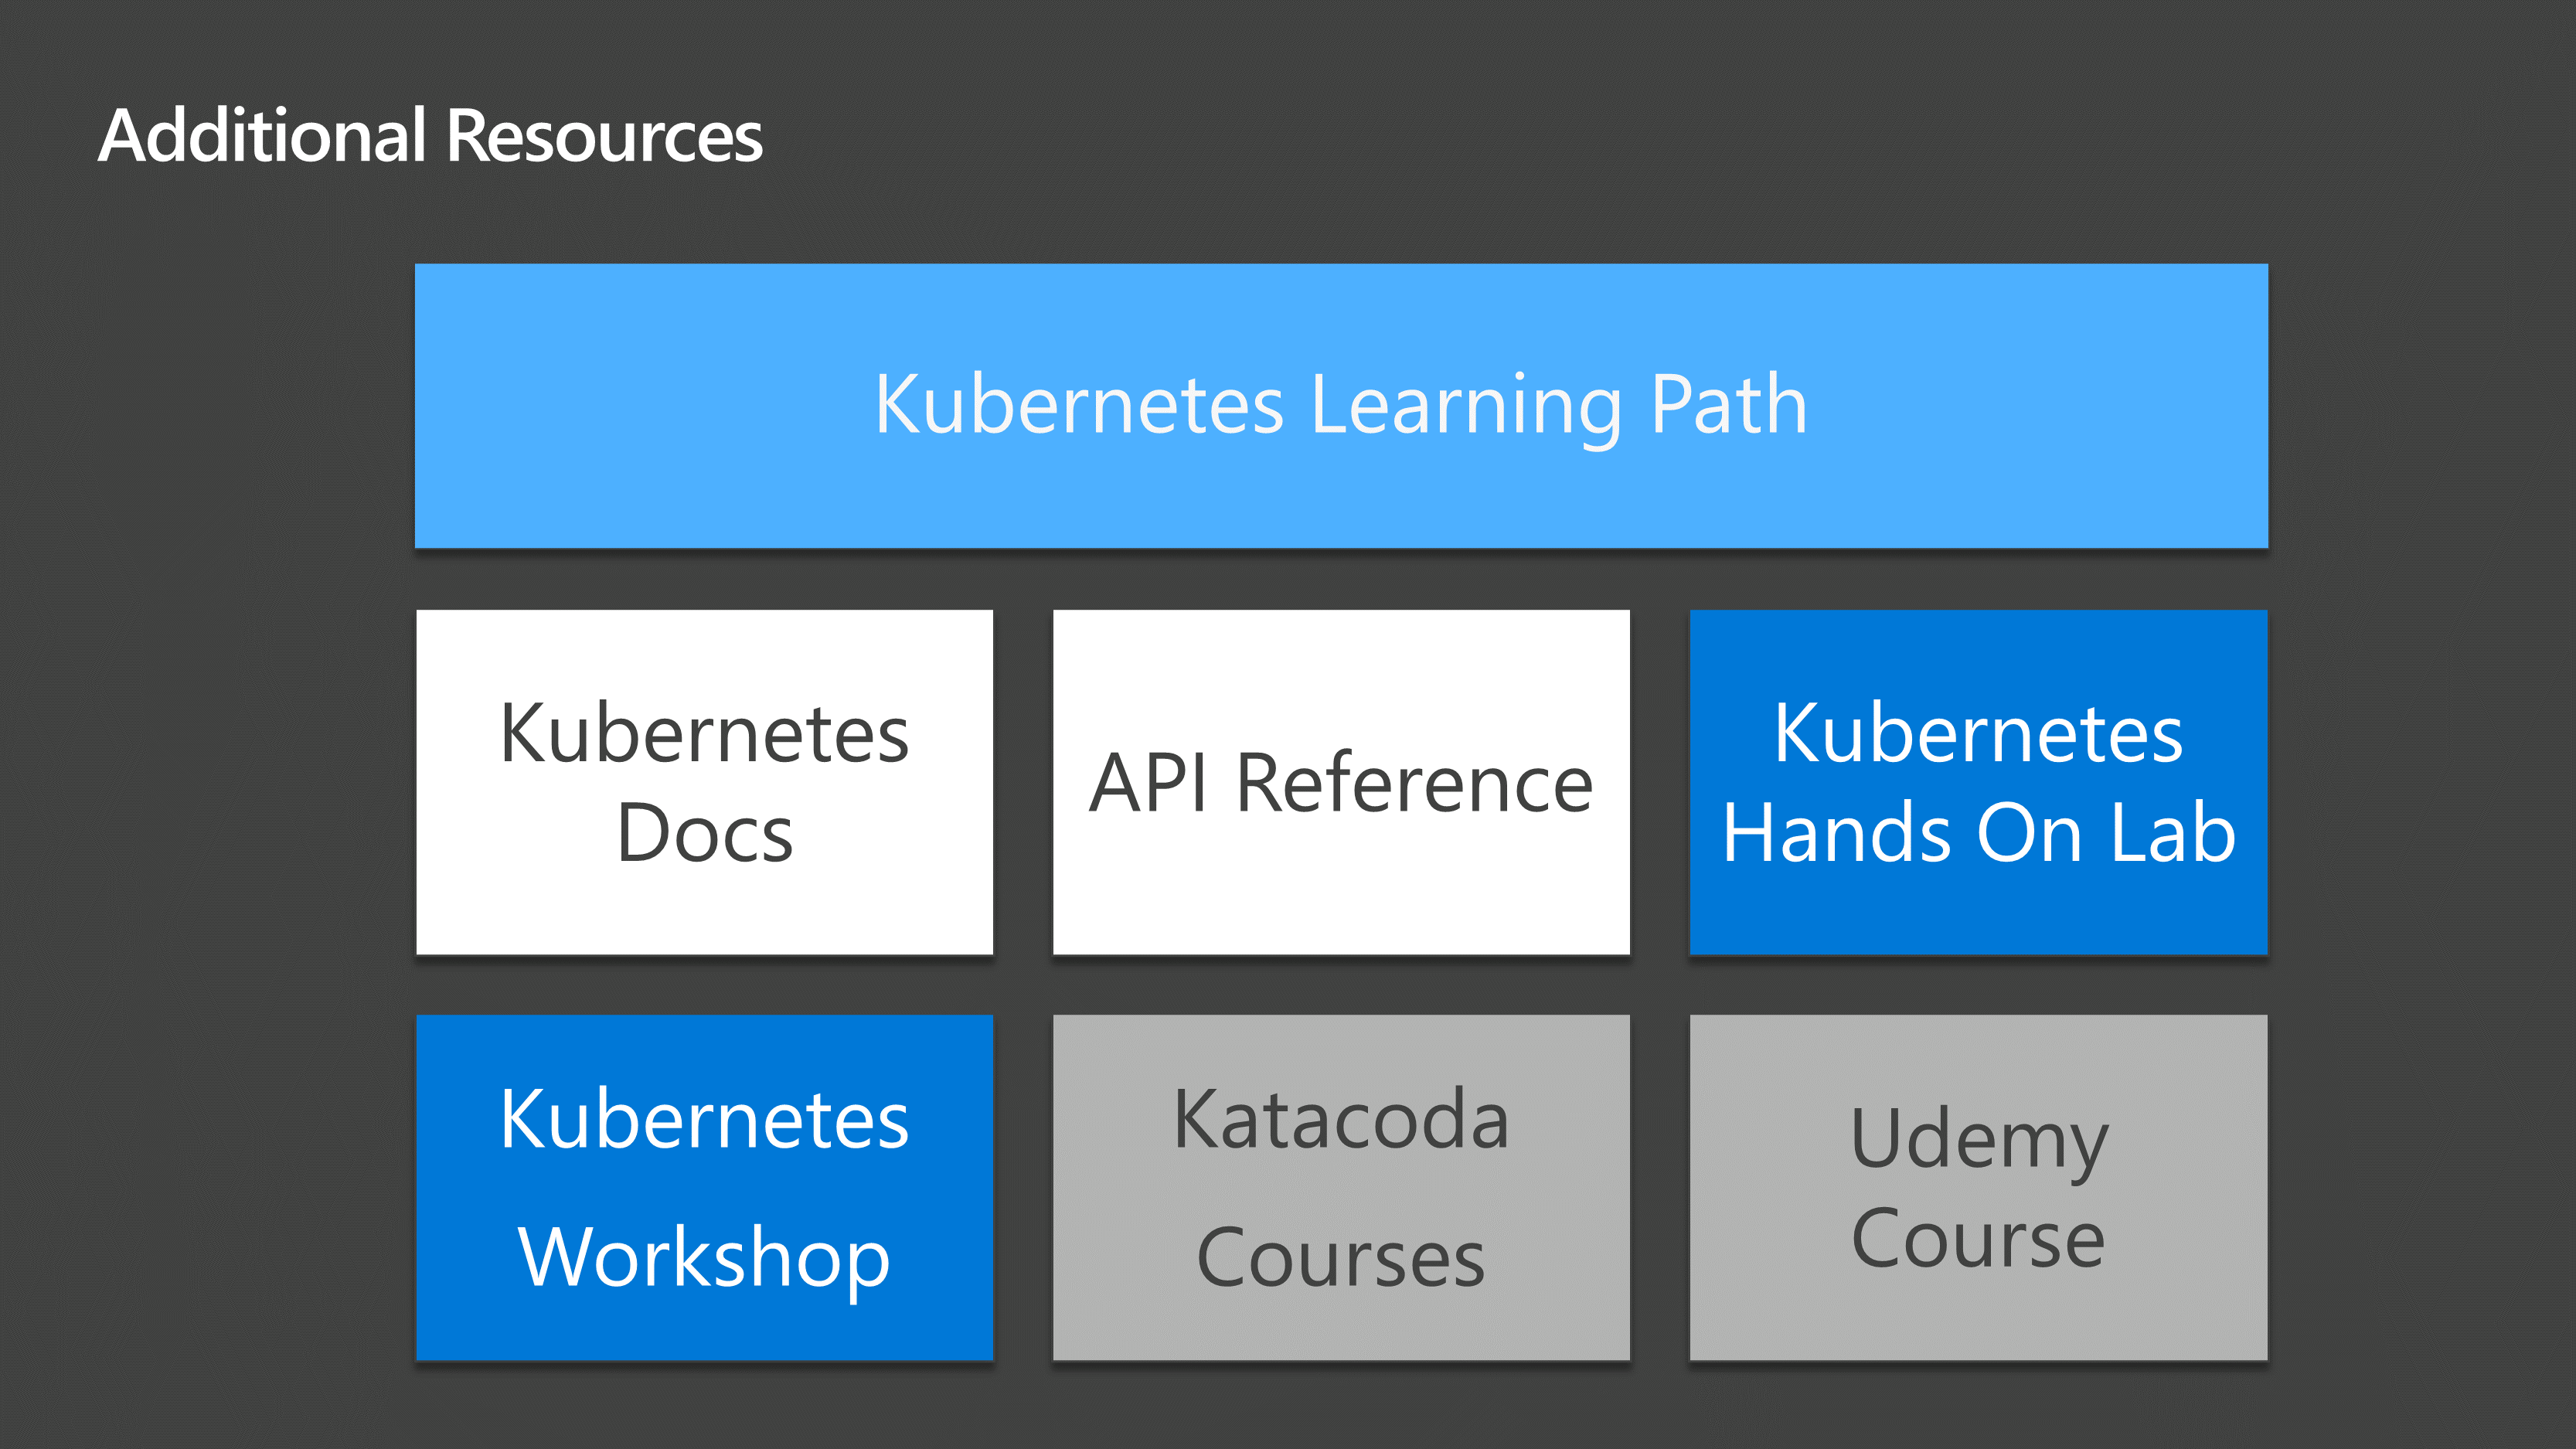 Additional Resources
Kubernetes Learning Path
Kubernetes
Docs
API Reference
Kubernetes
Hands On Lab
Kubernetes
Workshop
Katacoda
Courses
Udemy
Course